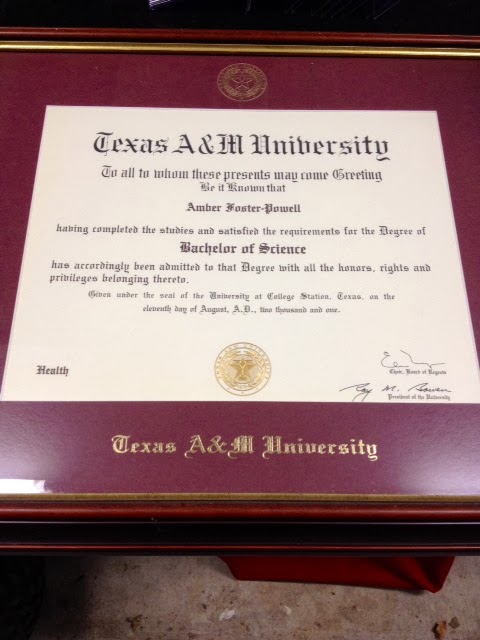 Texas A&M University
To all to whom these presents may come Greeting
Be it Known that
Amber Foster-Powell
having completed the studies and satisfied the requirements for the Degree of
Bachelor of Science
has accordingly been admitted to that Degree with all the honors, rights and
privileges belonging thereto.
Given under the seal of the University at College Station, Texas, on the
eleventh day of August, A.D., two thousand and one.
Health
Chair, Board of Regents
Ray M. Bowen
President of the University
Texas A&M University